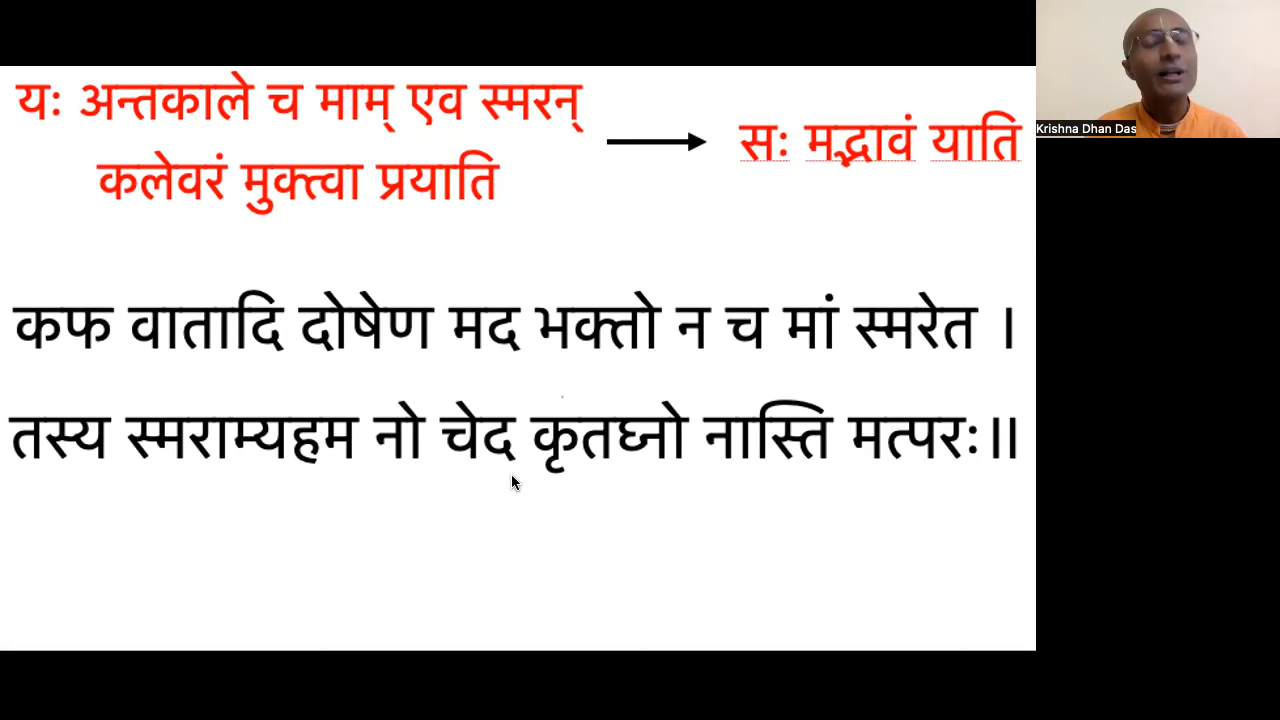 यः अन्तकाले च माम् एव स्मरन्
कलेवरं मुक्त्वा प्रयाति
सः मद्भावं याति
कफ वातादि दोषेण मद भक्तो न च मां स्मरेत ।
तस्य स्मराम्यहम नो चेद कृतघ्नो नास्ति मत्परः॥
Krishna Dhan Das